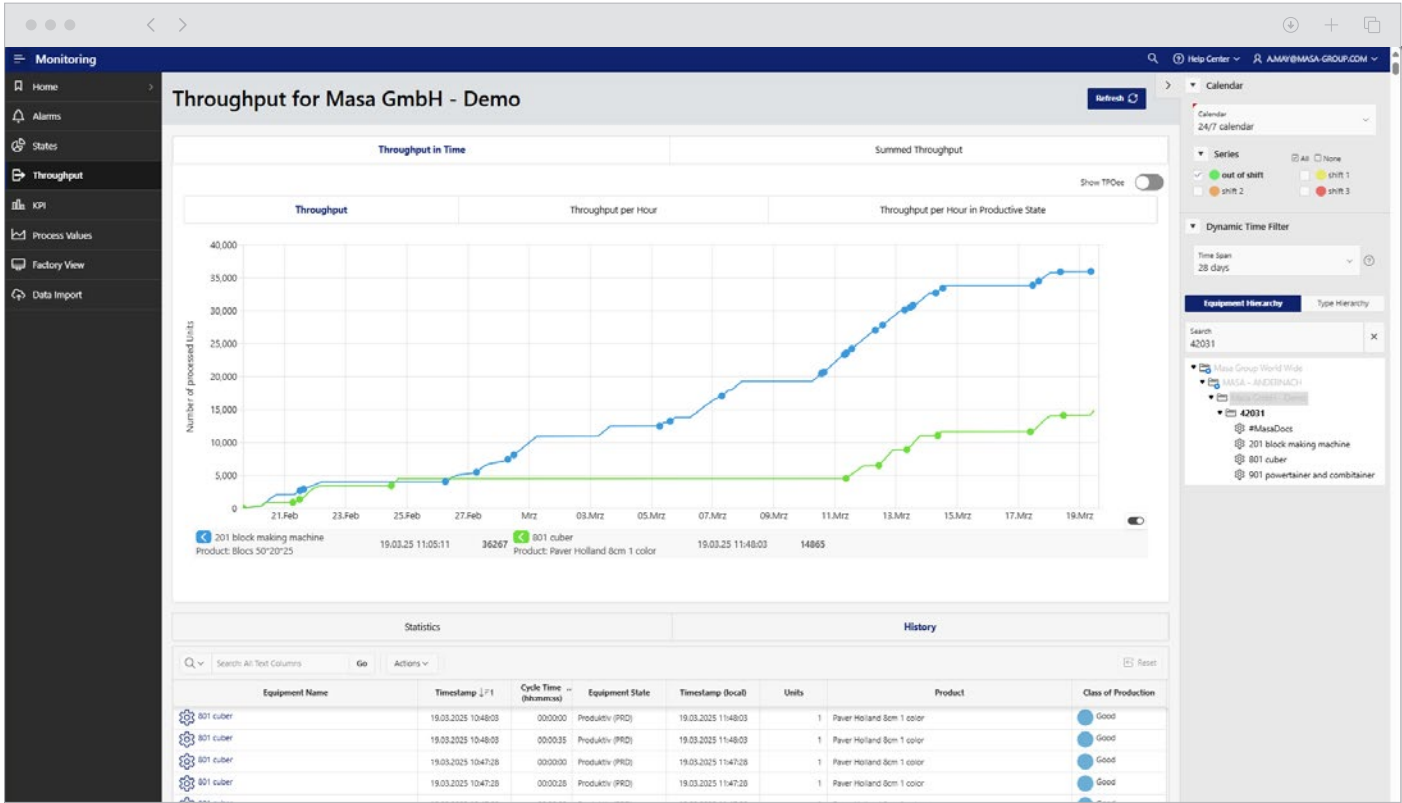 Monitoring
Help Center
A.MAY@MASA-GROUP.COM
Home
Alarms
States
Throughput
KPI
Process Values
Factory View
Data Import
Throughput for Masa GmbH - Demo
Refresh
Throughput in Time
Summed Throughput
Show TPOee
Throughput
Throughput per Hour
Throughput per Hour in Productive State
Number of processed Units
40,000
35,000
30,000
25,000
20,000
15,000
10,000
5,000
0
21.Feb 23.Feb 25.Feb 27.Feb Mrz 03.Mrz 05.Mrz 07.Mrz 09.Mrz 11.Mrz 13.Mrz 15.Mrz 17.Mrz 19.Mrz
201 block making machine
Product: Blocs 50*20*25
19.03.25 11:05:11 36267
801 cuber
Product: Paver Holland 8cm 1 color
19.03.25 11:48:03 14865
Statistics
History
Search: All Text Columns
Go
Actions
Reset
Equipment Name Timestamp 1 Cycle Time .. (hh:mm:ss) Equipment State Timestamp (local) Units Product Class of Production
801 cuber 19.03.2025 10:48:03 00:00:00 Produktiv (PRD) 19.03.2025 11:48:03 1 Paver Holland 8cm 1 color Good
801 cuber 19.03.2025 10:48:03 00:00:35 Produktiv (PRD) 19.03.2025 11:48:03 1 Paver Holland 8cm 1 color Good
801 cuber 19.03.2025 10:47:28 00:00:00 Produktiv (PRD) 19.03.2025 11:47:28 1 Paver Holland 8cm 1 color Good
801 cuber 19.03.2025 10:47:28 00:00:28 Produktiv (PRD) 19.03.2025 11:47:28 1 Paver Holland 8cm 1 color Good
Calendar
Calendar
24/7 calendar
Series
All None
out of shift
shift 1
shift 2
shift 3
Dynamic Time Filter
Time Span
28 days
Equipment Hierarchy
Type Hierarchy
Search
42031
Masa Group World Wide
MASA - ANDERNACH
Masa GmbH - Demo
42031
#MasaDocs
201 block making machine
801 cuber
901 powertainer and combitainer